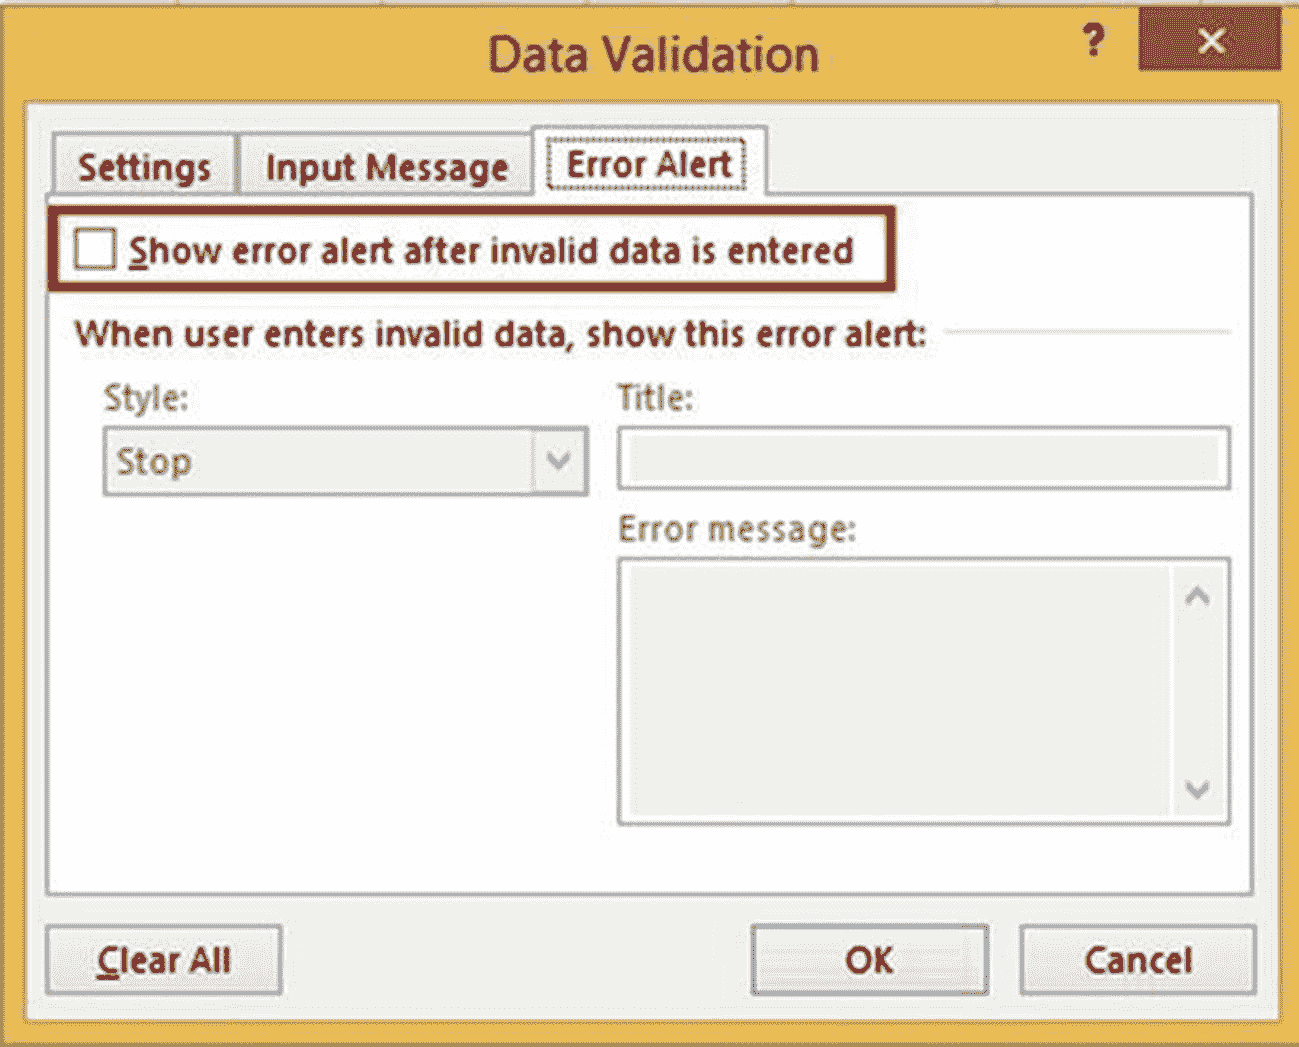 Data Validation
?
Settings Input Message Error Alert
Show error alert after invalid data is entered
When user enters invalid data, show this error alert:
Style: Title:
Stop
Error message:
Clear All OK Cancel